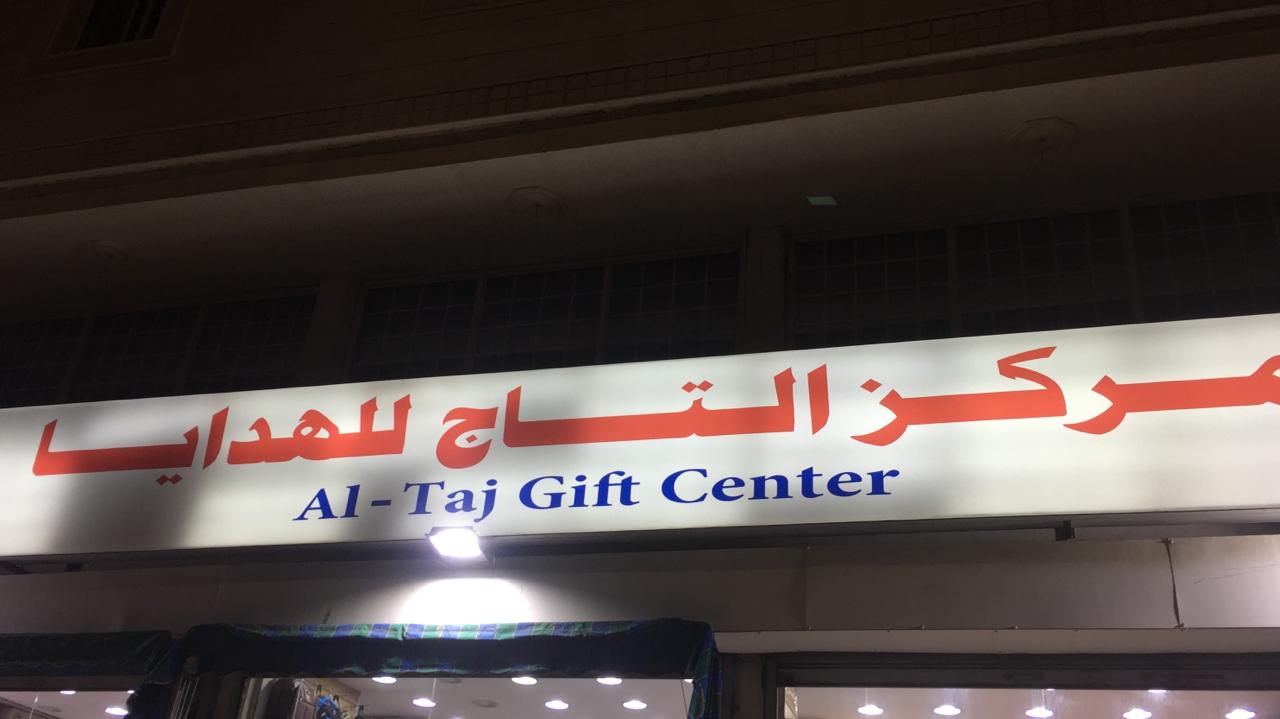 مركز التاج للهدايا
Al-Taj Gift Center